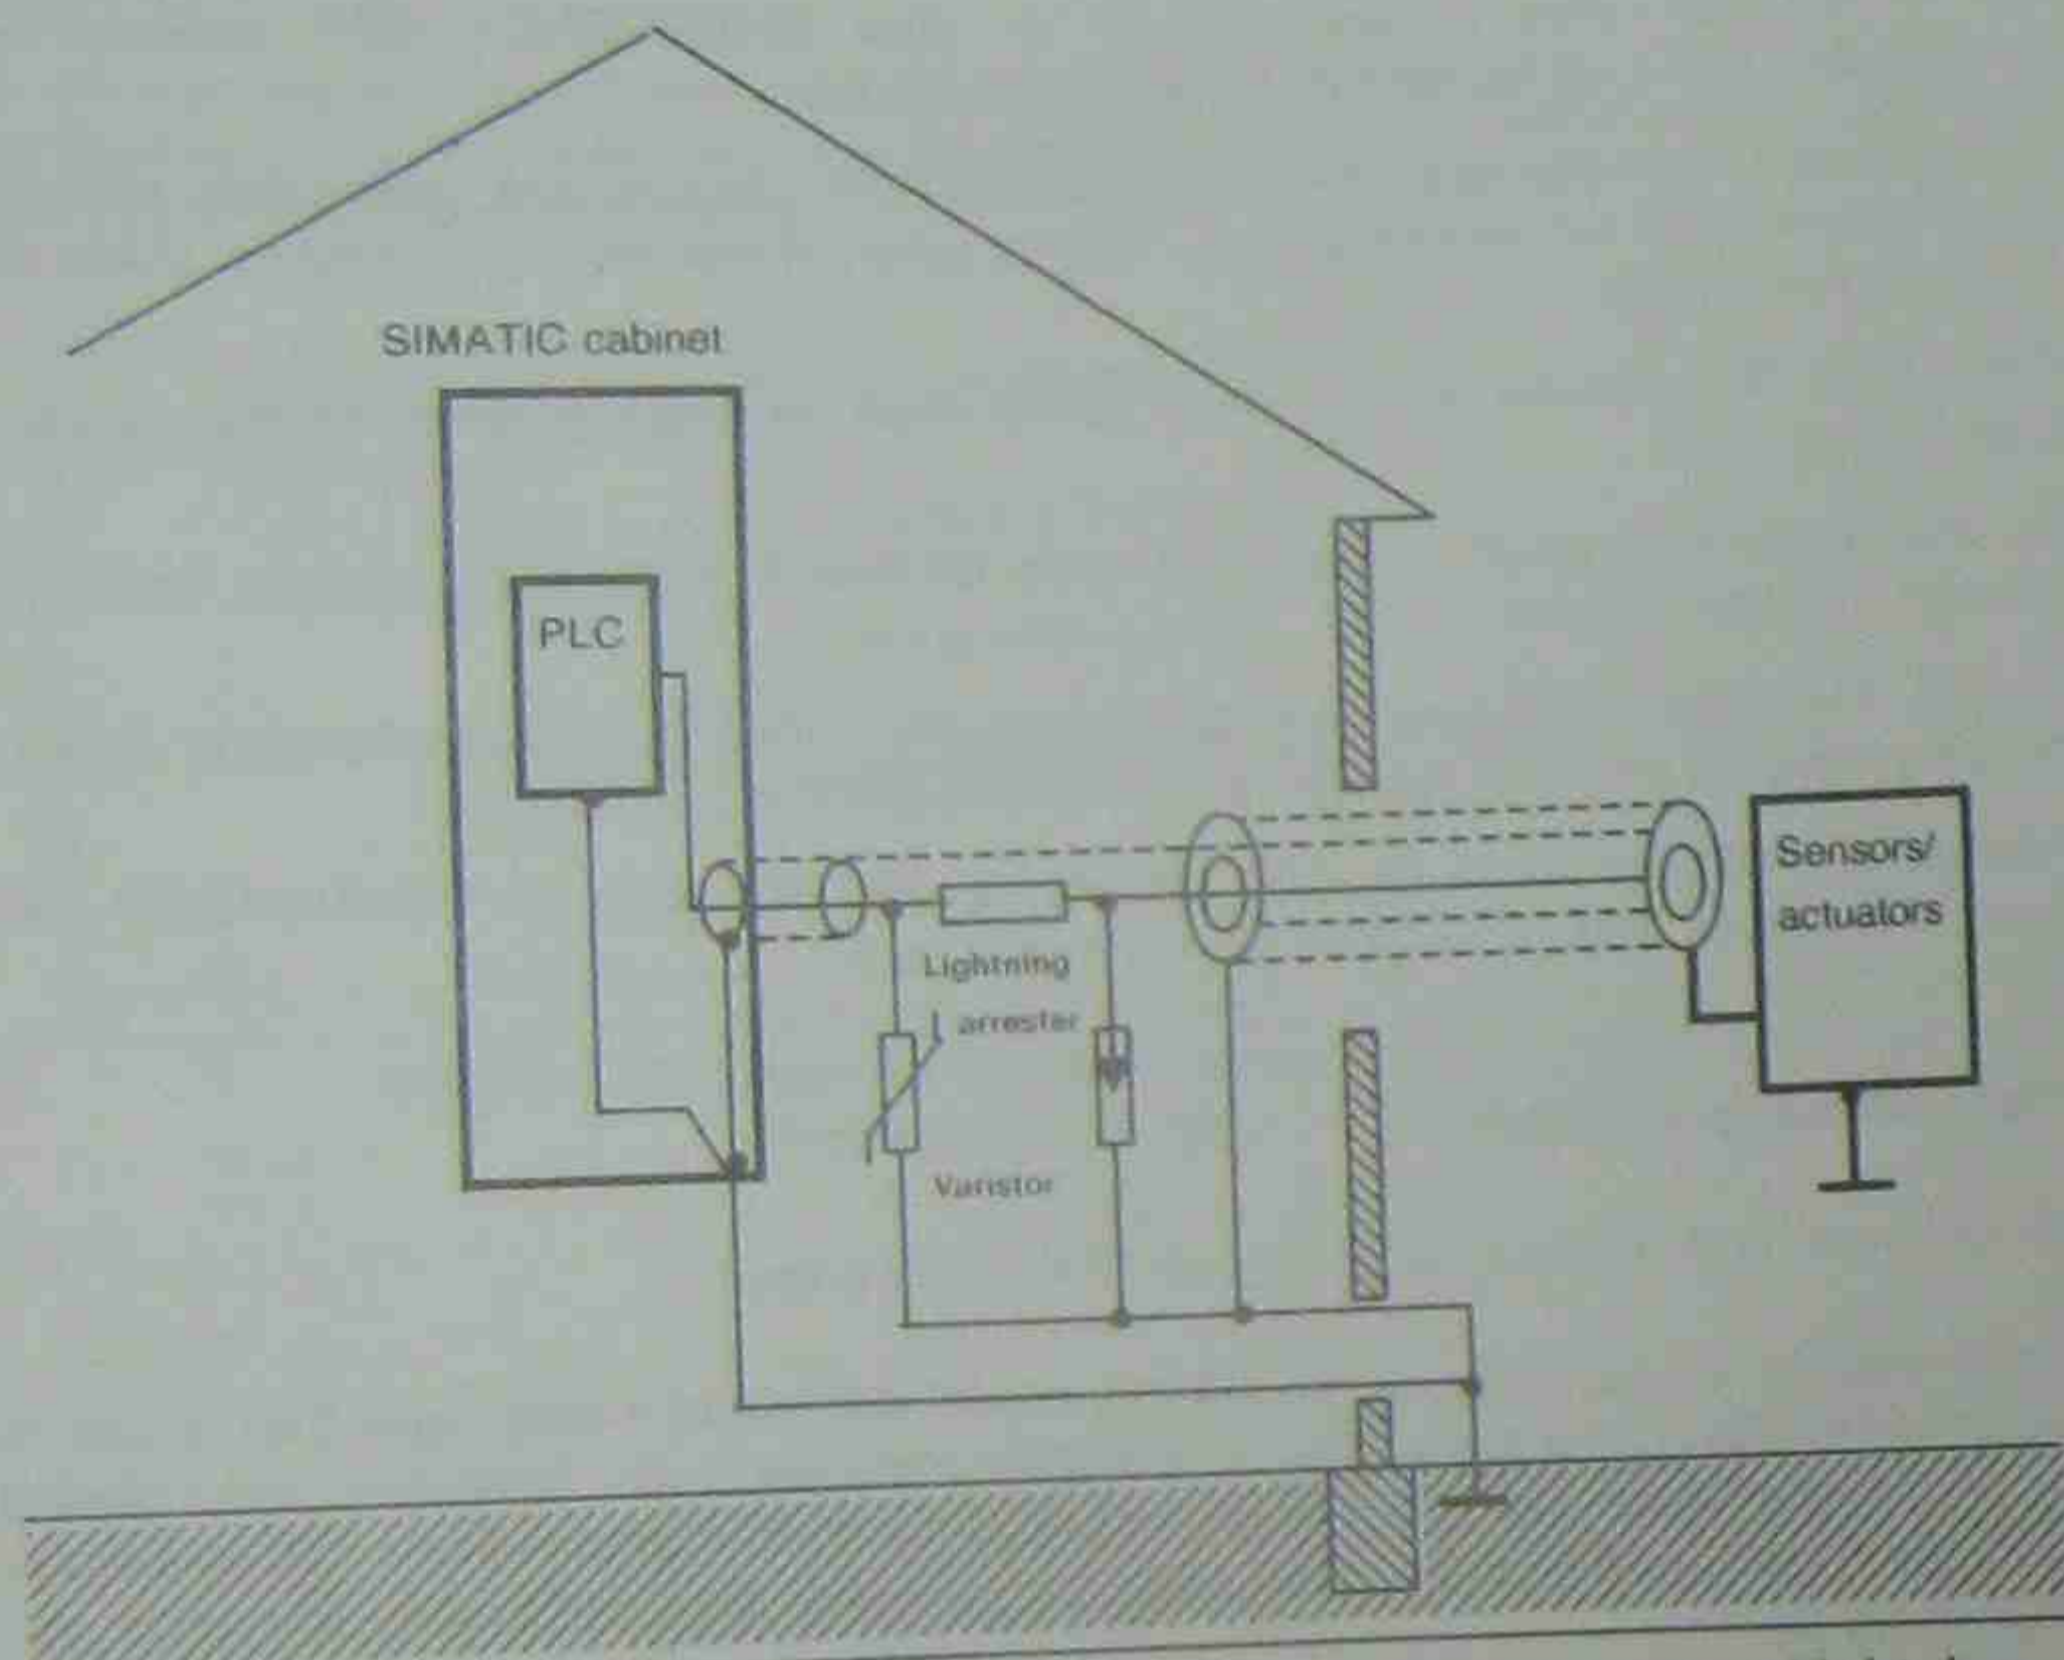 SIMATIC cabinet
PLC
Sensors/
actuators
Lightning
arrester
Varistor